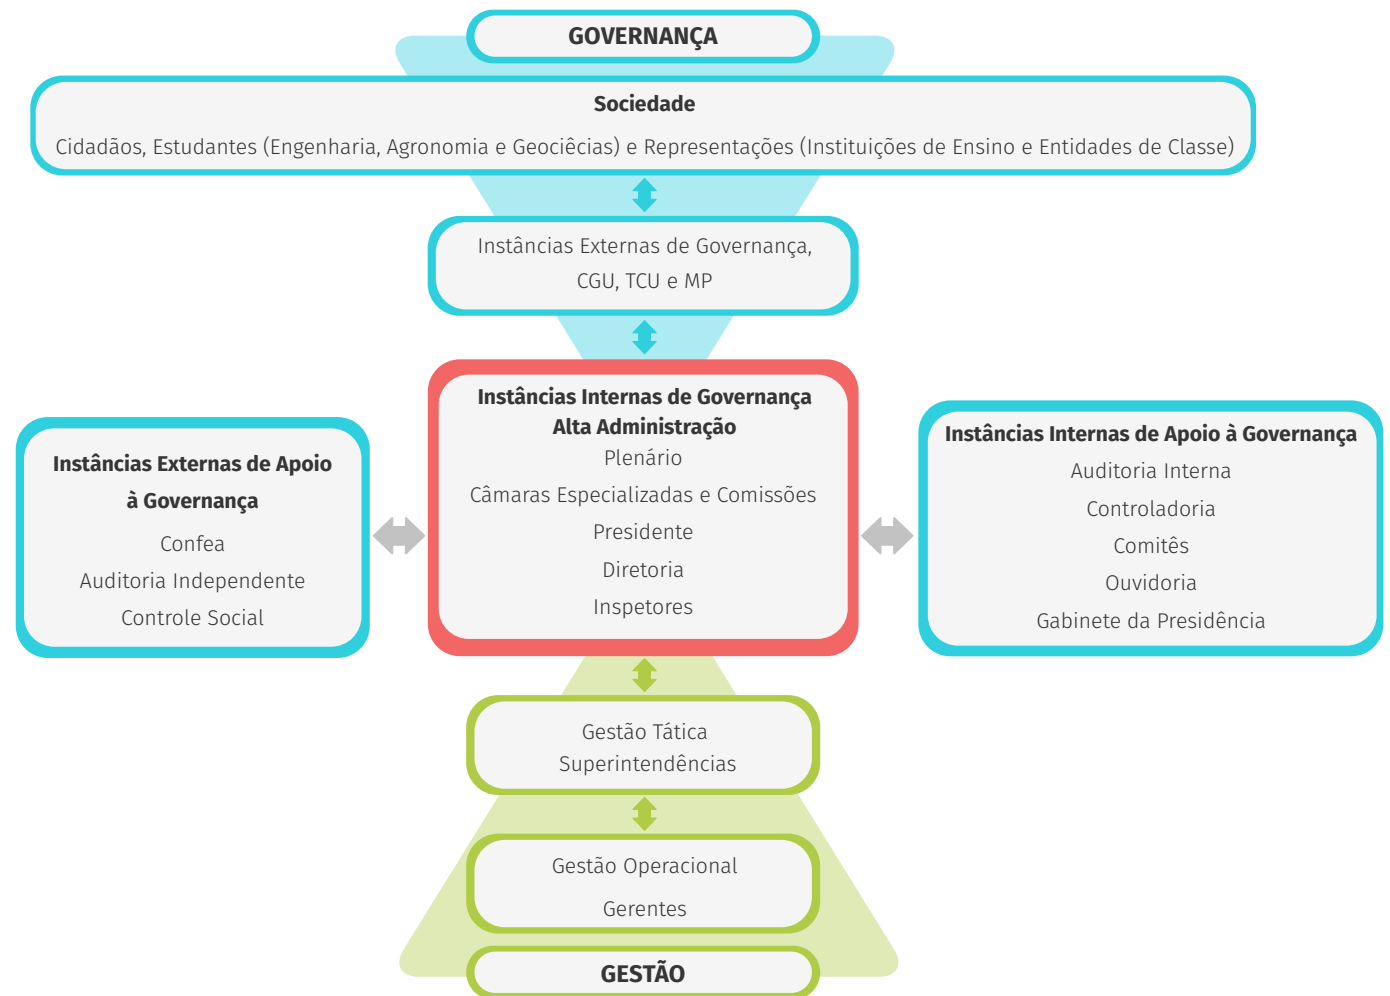 GOVERNANÇA
Sociedade
Cidadãos, Estudantes (Engenharia, Agronomia e Geociêcias) e Representações (Instituições de Ensino e Entidades de Classe)
Instâncias Externas de Governança,
CGU, TCU e MP
Instâncias Externas de Apoio
à Governança
Confea
Auditoria Independente
Controle Social
Instâncias Internas de Governança
Alta Administração
Plenário
Câmaras Especializadas e Comissões
Presidente
Diretoria
Inspetores
Instâncias Internas de Apoio à Governança
Auditoria Interna
Controladoria
Comitês
Ouvidoria
Gabinete da Presidência
Gestão Tática
Superintendências
Gestão Operacional
Gerentes
GESTÃO